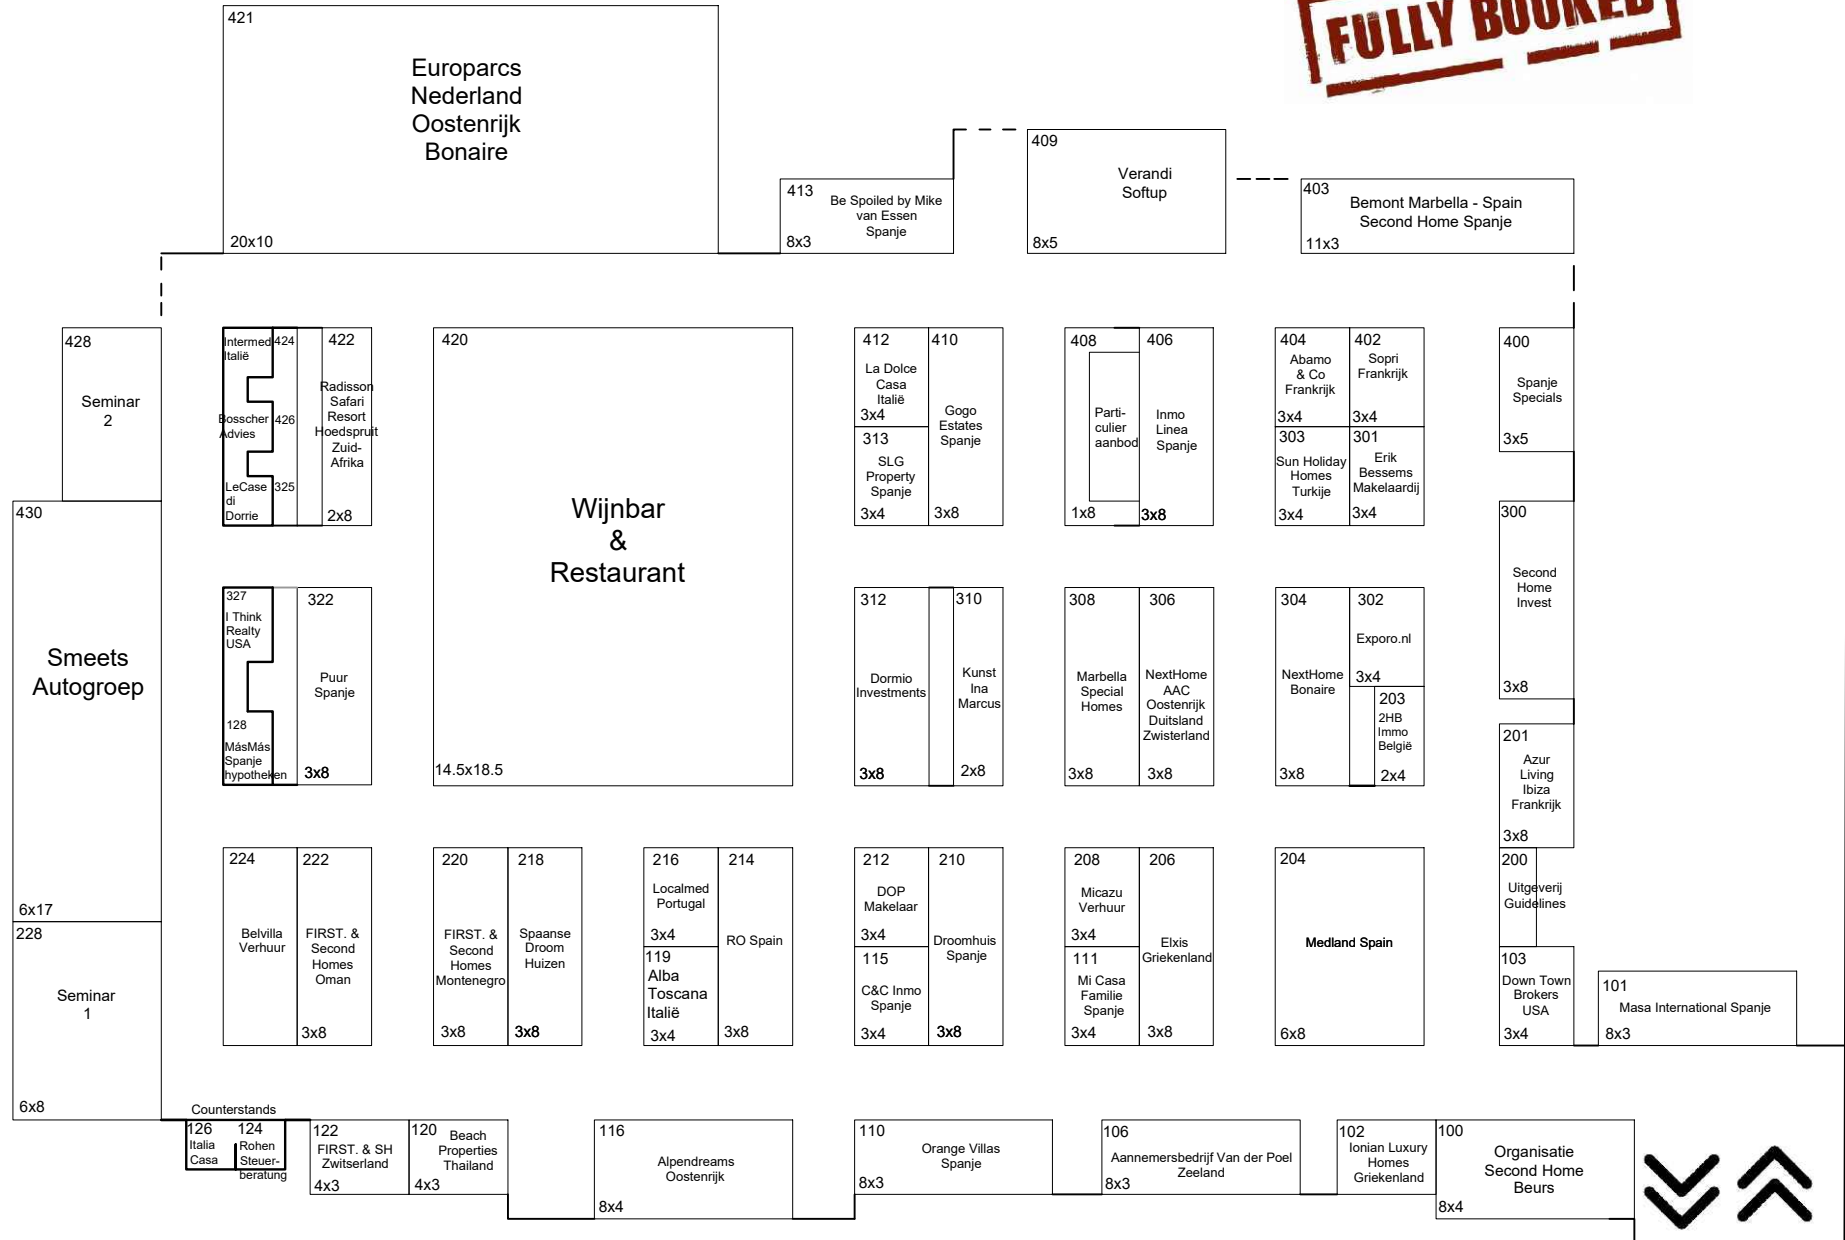 FULLY BOOKED
421
Europarcs
Nederland
Oostenrijk
Bonaire
20x10
413
Be Spoiled by Mike
van Essen
Spanje
8x3
409
Verandi
Softup
8x5
403
Bemont Marbella - Spain
Second Home Spanje
11x3
428
Seminar
2
Intermed
Italië
424
Bosscher
Advies
426
LeCase
di
Dorrie
325
422
Radisson
Safari
Resort
Hoedspruit
Zuid-
Afrika
2x8
420
Wijnbar
&
Restaurant
14.5x18.5
412
La Dolce
Casa
Italië
3x4
313
SLG
Property
Spanje
3x4
410
Gogo
Estates
Spanje
3x8
408
Parti-
culier
aanbod
1x8
406
Inmo
Linea
Spanje
3x8
404
Abamo
& Co
Frankrijk
3x4
402
Sopri
Frankrijk
3x4
303
Sun Holiday
Homes
Turkije
3x4
301
Erik
Bessems
Makelaardij
3x4
400
Spanje
Specials
3x5
430
Smeets
Autogroep
6x17
327
I Think
Realty
USA
128
MásMás
Spanje
hypotheken
322
Puur
Spanje
3x8
312
Dormio
Investments
3x8
310
Kunst
Ina
Marcus
2x8
308
Marbella
Special
Homes
3x8
306
NextHome
AAC
Oostenrijk
Duitsland
Zwisterland
3x8
304
NextHome
Bonaire
3x8
302
Exporo.nl
3x4
203
2HB
Immo
België
2x4
300
Second
Home
Invest
3x8
201
Azur
Living
Ibiza
Frankrijk
3x8
228
Seminar
1
6x8
224
Belvilla
Verhuur
222
FIRST. &
Second
Homes
Oman
3x8
220
FIRST. &
Second
Homes
Montenegro
3x8
218
Spaanse
Droom
Huizen
3x8
216
Localmed
Portugal
3x4
119
Alba
Toscana
Italië
3x4
214
RO Spain
3x8
212
DOP
Makelaar
3x4
115
C&C Inmo
Spanje
3x4
210
Droomhuis
Spanje
3x8
208
Micazu
Verhuur
3x4
111
Mi Casa
Familie
Spanje
3x4
206
Elxis
Griekenland
3x8
204
Medland Spain
6x8
200
Uitgeverij
Guidelines
103
Down Town
Brokers
USA
3x4
101
Masa International Spanje
8x3
Counterstands
126
Italia
Casa
124
Rohen
Steuer-
beratung
122
FIRST. & SH
Zwitserland
4x3
120
Beach
Properties
Thailand
4x3
116
Alpendreams
Oostenrijk
8x4
110
Orange Villas
Spanje
8x3
106
Aannemersbedrijf Van der Poel
Zeeland
8x3
102
Ionian Luxury
Homes
Griekenland
100
Organisatie
Second Home
Beurs
8x4